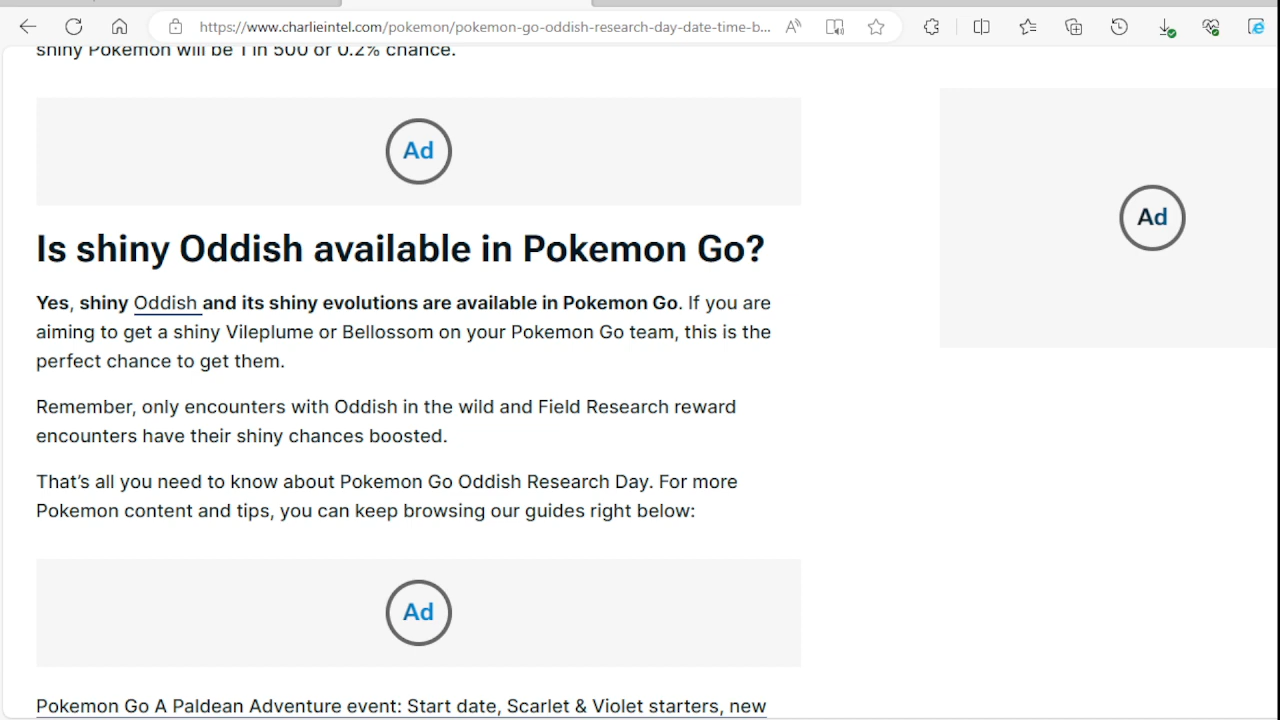 https://www.charlieintel.com/pokemon/pokemon-go-oddish-research-day-date-time-b...
shiny Pokemon will be 1 in 500 or 0.2% chance.
Ad
Ad
Is shiny Oddish available in Pokemon Go?
Yes, shiny Oddish and its shiny evolutions are available in Pokemon Go. If you are
aiming to get a shiny Vileplume or Bellossom on your Pokemon Go team, this is the
perfect chance to get them.
Remember, only encounters with Oddish in the wild and Field Research reward
encounters have their shiny chances boosted.
That’s all you need to know about Pokemon Go Oddish Research Day. For more
Pokemon content and tips, you can keep browsing our guides right below:
Ad
Pokemon Go A Paldean Adventure event: Start date, Scarlet & Violet starters, new